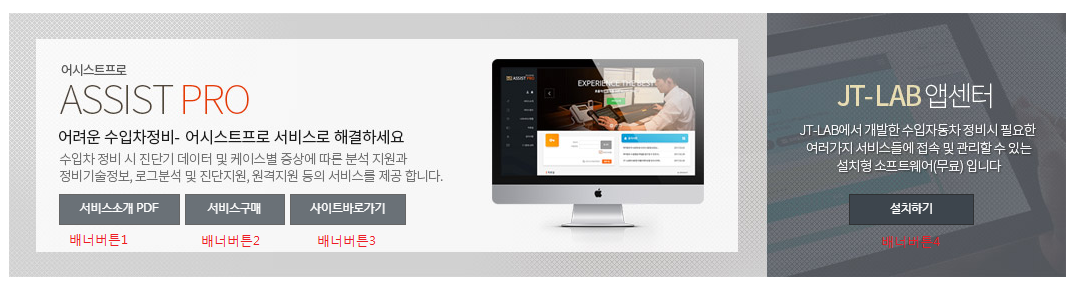 어시스트프로
ASSIST PRO
어려운 수입차정비- 어시스트프로 서비스로 해결하세요
수입차 정비 시 진단기 데이터 및 케이스별 증상에 따른 분석 지원과
정비기술정보, 로그분석 및 진단지원, 원격지원 등의 서비스를 제공 합니다.
서비스소개 PDF 서비스구매 사이트바로가기
배너버튼1 배너버튼2 배너버튼3
ASSIST PRO
EXPERIENCE THE BEST
JT-LAB 앱센터
JT-LAB에서 개발한 수입자동차 정비시 필요한
여러가지 서비스들에 접속 및 관리할 수 있는
설치형 소프트웨어(무료) 입니다
설치하기
배너버튼4